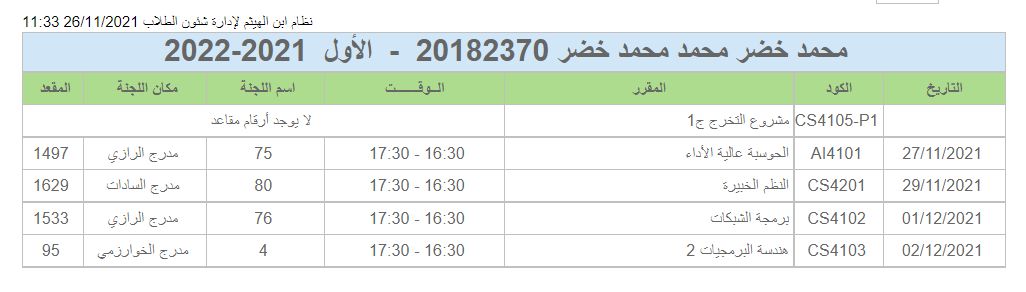 نظام ابن الهيثم لإدارة شئون الطلاب 26/11/2021 11:33
محمد خضر محمد محمد خضر 20182370 - الأول 2021-2022
التاريخ الكود المقرر الــوقــــــت اسم اللجنة مكان اللجنة المقعد
CS4105-P1 مشروع التخرج ج1 لا يوجد أرقام مقاعد
27/11/2021 AI4101 الحوسبة عالية الأداء 16:30 - 17:30 75 مدرج الرازي 1497
29/11/2021 CS4201 النظم الخبيرة 16:30 - 17:30 80 مدرج السادات 1629
01/12/2021 CS4102 برمجة الشبكات 16:30 - 17:30 76 مدرج الرازي 1533
02/12/2021 CS4103 هندسة البرمجيات 2 16:30 - 17:30 4 مدرج الخوارزمي 95